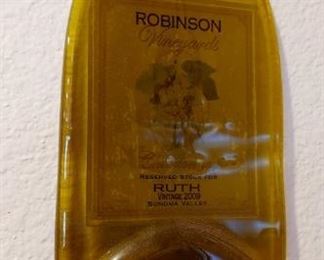 ROBINSON
Vineyards
RESERVED STOCK FOR
RUTH
VINTAGE 2009
SONOMA VALLEY